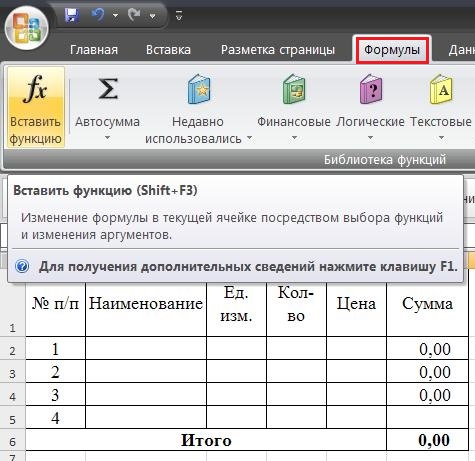 Главная Вставка Разметка страницы Формулы Дан
fx Σ ? A
Вставить функцию Автосумма Недавно использовались Финансовые Логические Текстовые
Библиотека функций
Вставить функцию (Shift+F3)
Изменение формулы в текущей ячейке посредством выбора функций
и изменения аргументов.
Для получения дополнительных сведений нажмите клавишу F1.
1 № п/п Наименование Ед. изм. Кол-во Цена Сумма
2 1 0,00
3 2 0,00
4 3 0,00
5 4
6 Итого 0,00
7